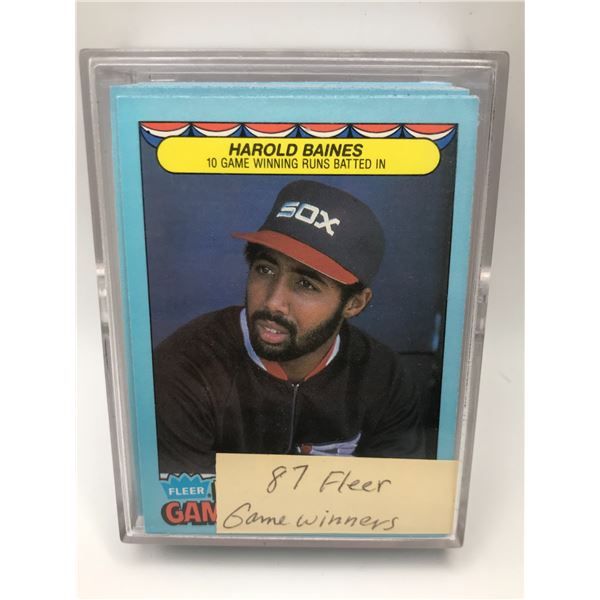 HAROLD BAINES
10 GAME WINNING RUNS BATTED IN
SOX
FLEER
GAM
87 Fleer
Game winners